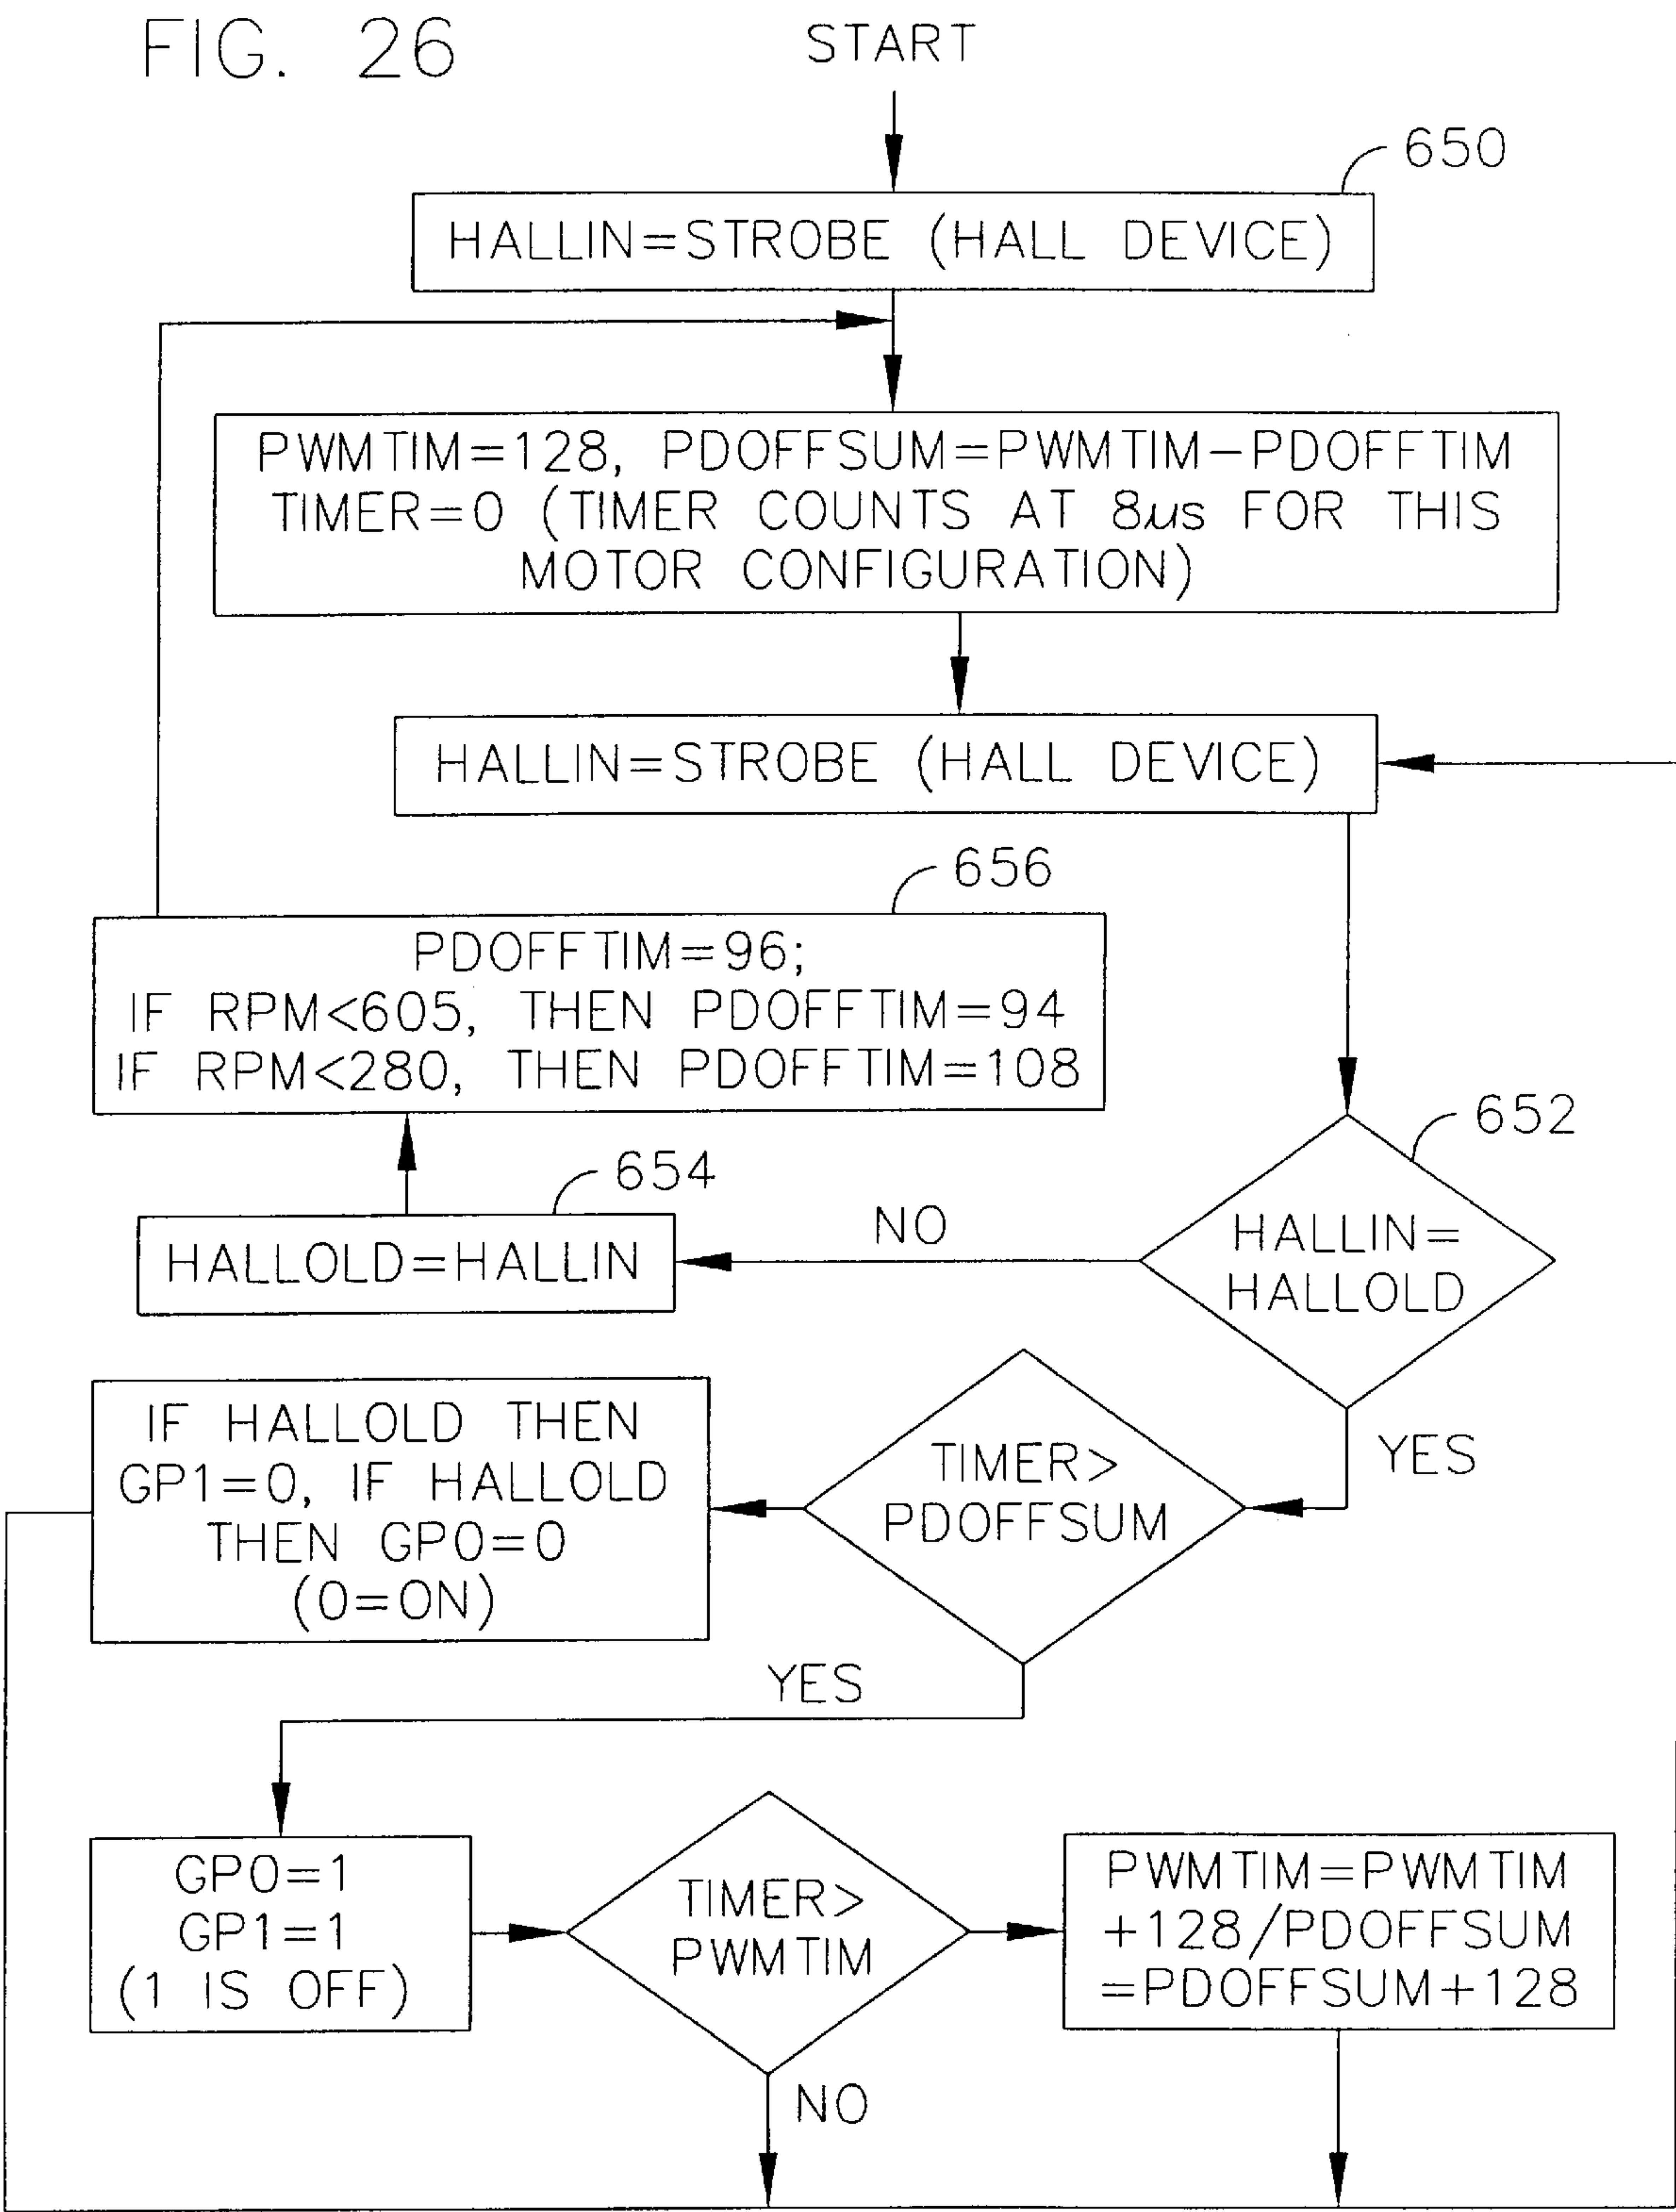 FIG. 26
START
650
HALLIN=STROBE (HALL DEVICE)
PWMTIM=128, PDOFFSUM=PWMTIM-PDOFFTIM
TIMER=0 (TIMER COUNTS AT 8µs FOR THIS
MOTOR CONFIGURATION)
HALLIN=STROBE (HALL DEVICE)
656
PDOFFTIM=96;
IF RPM<605, THEN PDOFFTIM=94
IF RPM<280, THEN PDOFFTIM=108
652
654
NO
HALLIN=
HALLOLD
HALLOLD=HALLIN
YES
IF HALLOLD THEN
GP1=0, IF HALLOLD
THEN GP0=0
(0=ON)
TIMER>
PDOFFSUM
YES
GP0=1
GP1=1
(1 IS OFF)
TIMER>
PWMTIM
PWMTIM=PWMTIM
+128/PDOFFSUM
=PDOFFSUM+128
NO